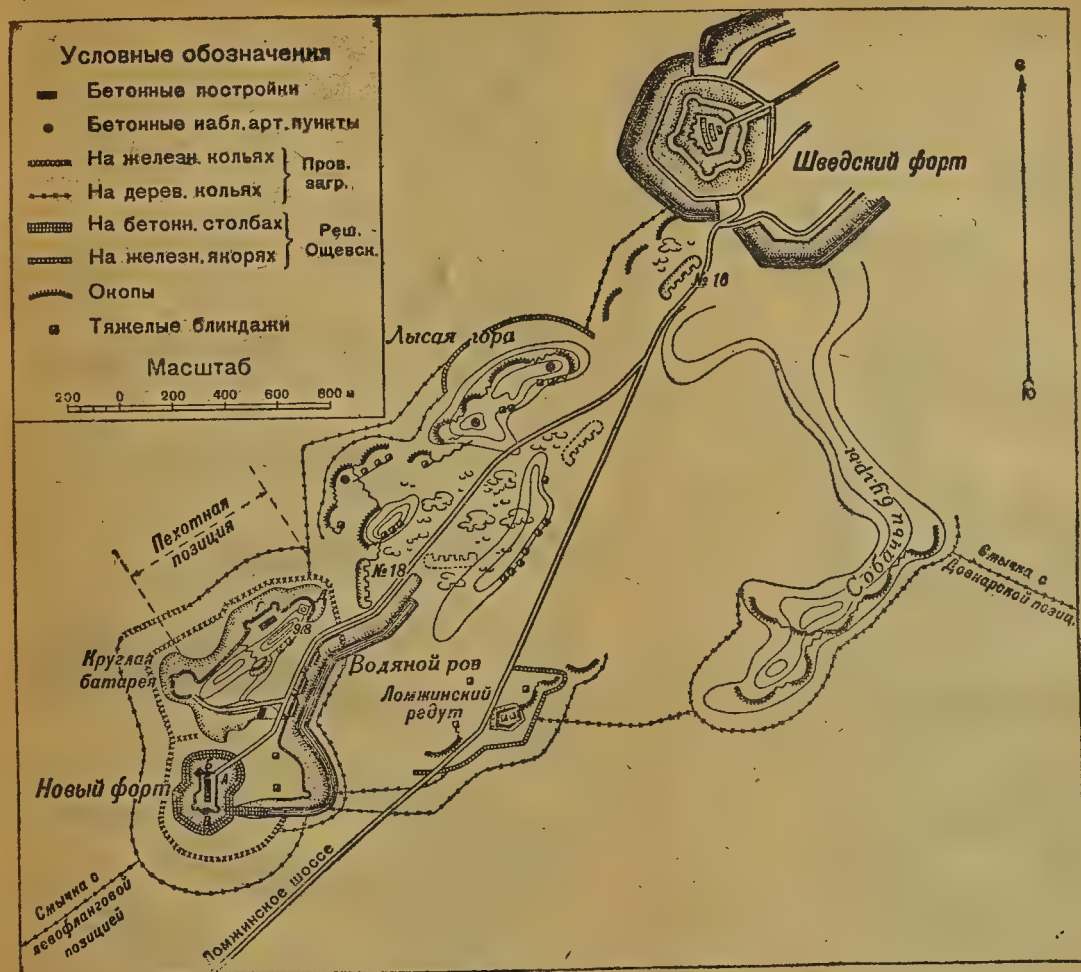 Условные обозначения
Бетонные постройки
Бетонные набл. арт. пункты
На железн. кольях
На дерев. кольях
Пров.
загр.
На бетонн. столбах
На железн. якорях
Реш.
Ощевск.
Окопы
Тяжелые блиндажи
Масштаб
200 0 200 400 600 800 м
с
ю
Шведский форт
№ 18
Лысая гора
Пехотная
позиция
№ 18
Г
Д
9/8
Круглая
батарея
Водяной ров
Ломжинский
редут
Новый форт
Б
А
В
Смычка с
Довнарской позиц.
Смычка с
левофланговой
позицией
Ломжинское шоссе